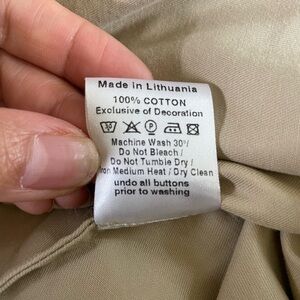 Made in Lithuania
100% COTTON
Exclusive of Decoration
30 P
Machine Wash 30°/
Do Not Bleach /
Do Not Tumble Dry /
Iron Medium Heat / Dry Clean
undo all buttons
prior to washing